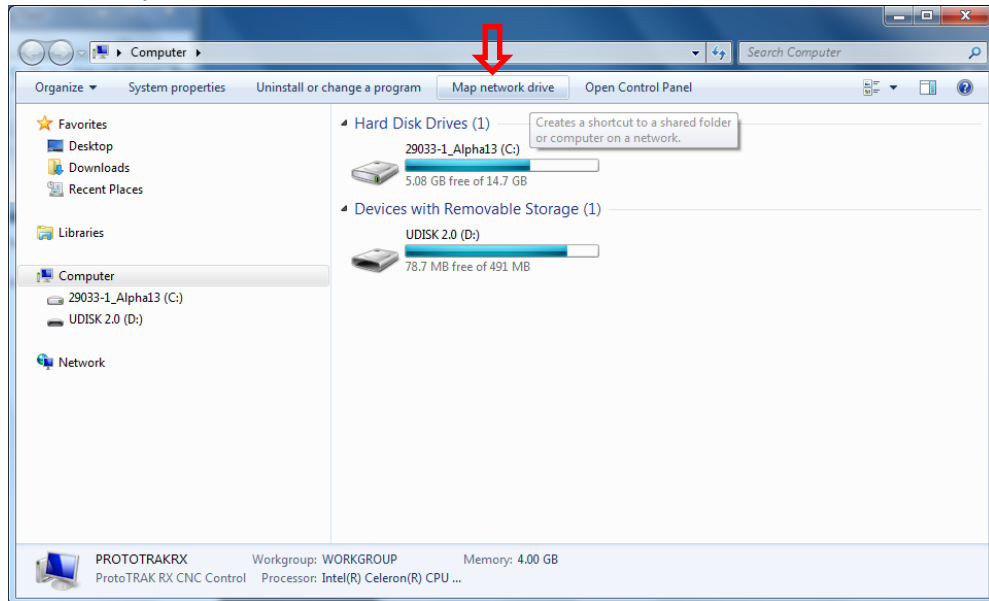 Computer
Search Computer
Organize System properties Uninstall or change a program Map network drive Open Control Panel
Favorites
Desktop
Downloads
Recent Places
Libraries
Computer
29033-1_Alpha13 (C:)
UDISK 2.0 (D:)
Network
Hard Disk Drives (1)
29033-1_Alpha13 (C:)
5.08 GB free of 14.7 GB
Creates a shortcut to a shared folder
or computer on a network.
Devices with Removable Storage (1)
UDISK 2.0 (D:)
78.7 MB free of 491 MB
PROTOTRAKRX Workgroup: WORKGROUP Memory: 4.00 GB
ProtoTRAK RX CNC Control Processor: Intel(R) Celeron(R) CPU ...